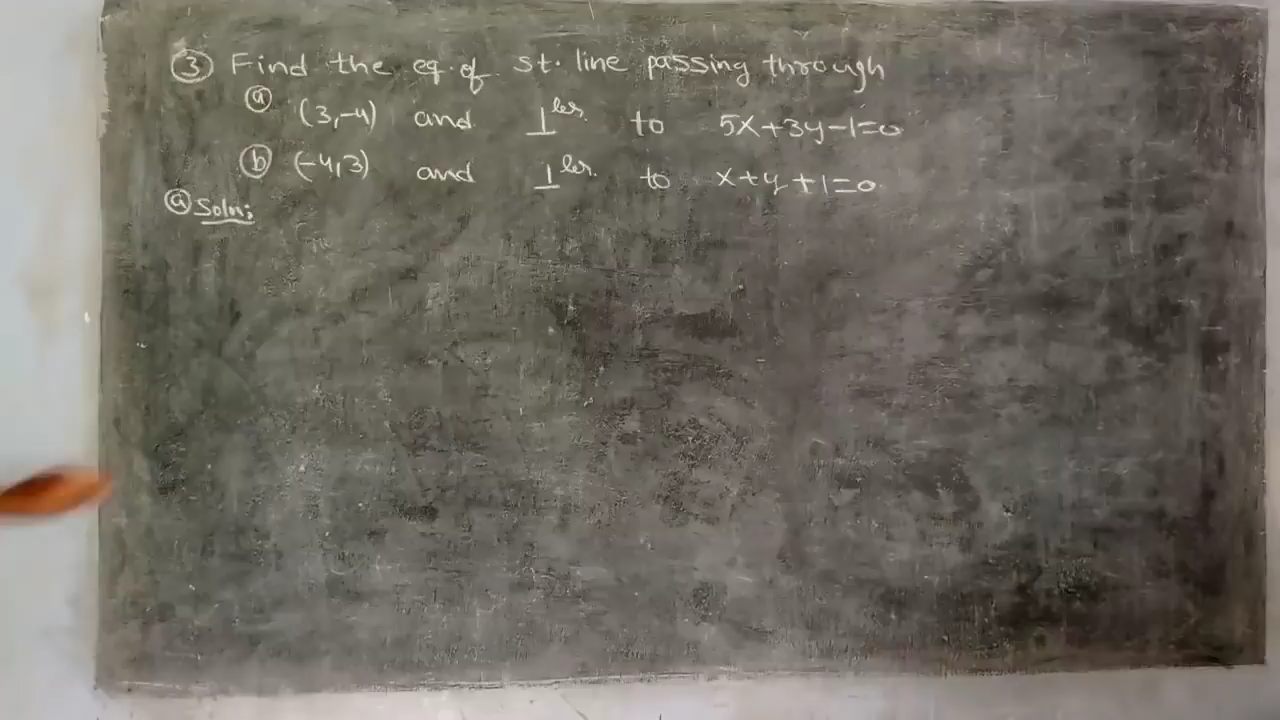 ③ Find the eq. of st. line passing through
ⓐ (3,-4) and ⊥ler. to 5x+3y-1=0
ⓑ (-4,3) and ⊥ler. to x+y+1=0.
ⓐ Soln;